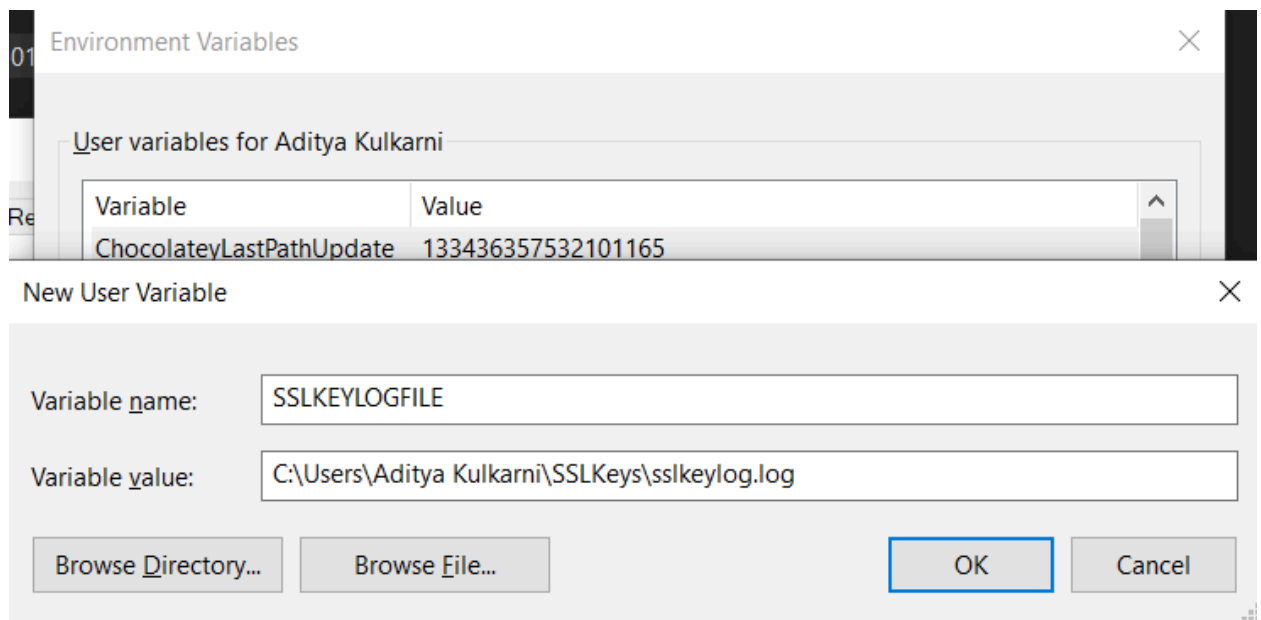 Environment Variables
01
User variables for Aditya Kulkarni
Variable Value
Re
ChocolateyLastPathUpdate 133436357532101165
New User Variable
Variable name: SSLKEYLOGFILE
Variable value: C:\Users\Aditya Kulkarni\SSLKeys\sslkeylog.log
Browse Directory... Browse File... OK Cancel